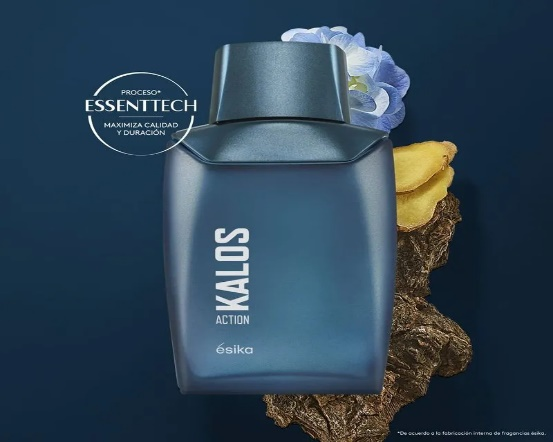 PROCESO*
ESSENTTECH
MAXIMIZA CALIDAD
Y DURACIÓN
KALOS
ACTION
ésika
*De acuerdo a la fabricación interna de fragancias ésika.